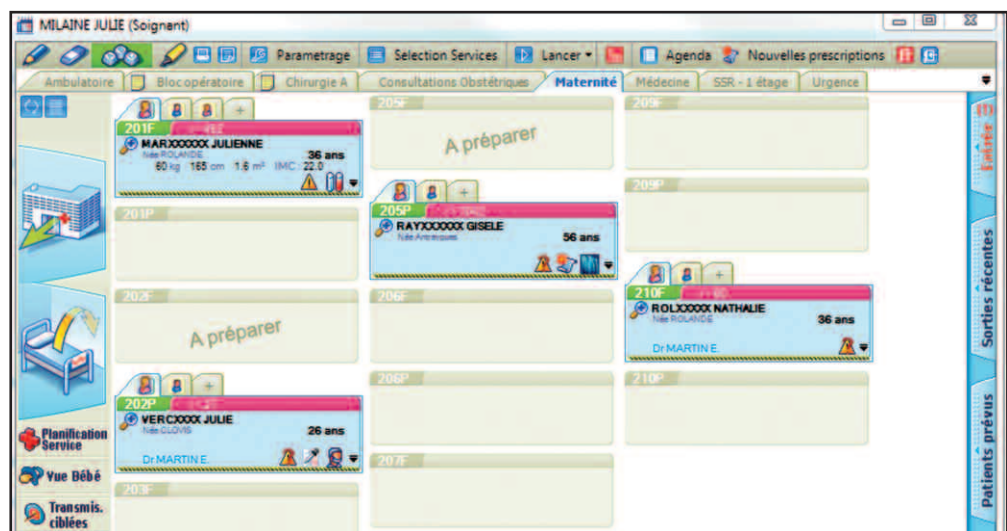 MILAINE JULIE (Soignant)
Parametrage Selection Services Lancer Agenda Nouvelles prescriptions
Ambulatoire Bloc opératoire Chirurgie A Consultations Obstétriques Maternité Médecine SSR - 1 étage Urgence
201F
MARXXXXXX JULIENNE
Née ROLANDE 36 ans
60 kg 165 cm 1.6 m² IMC : 22.0
201P
202F
A préparer
202P
VERCXXXX JULIE
Née CLOVIS 26 ans
Dr MARTIN E.
203F
205F
A préparer
205P
RAYXXXXXX GISELE
56 ans
206F
206P
207F
209F
209P
210F
ROLXXXXX NATHALIE
Née ROLANDE 36 ans
Dr MARTIN E.
210P
Planification
Service
Vue Bébé
Transmis.
ciblées
Sorties récentes
Patients prévus